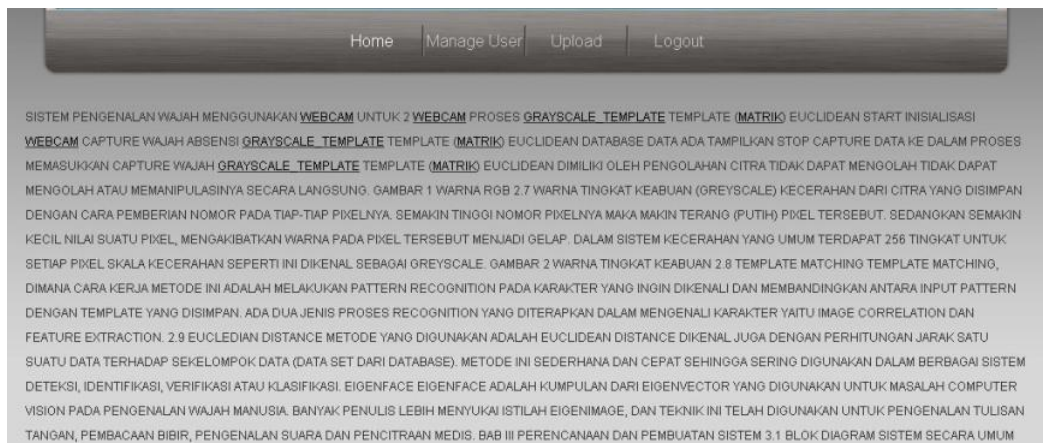 Home Manage User Upload Logout
SISTEM PENGENALAN WAJAH MENGGUNAKAN WEBCAM UNTUK 2 WEBCAM PROSES GRAYSCALE_TEMPLATE TEMPLATE (MATRIK) EUCLIDEAN START INISIALISASI
WEBCAM CAPTURE WAJAH ABSENSI GRAYSCALE_TEMPLATE TEMPLATE (MATRIK) EUCLIDEAN DATABASE DATA ADA TAMPILKAN STOP CAPTURE DATA KE DALAM PROSES
MEMASUKKAN CAPTURE WAJAH GRAYSCALE_TEMPLATE TEMPLATE (MATRIK) EUCLIDEAN DIMILIKI OLEH PENGOLAHAN CITRA TIDAK DAPAT MENGOLAH TIDAK DAPAT
MENGOLAH ATAU MEMANIPULASINYA SECARA LANGSUNG. GAMBAR 1 WARNA RGB 2.7 WARNA TINGKAT KEABUAN (GREYSCALE) KECERAHAN DARI CITRA YANG DISIMPAN
DENGAN CARA PEMBERIAN NOMOR PADA TIAP-TIAP PIXELNYA. SEMAKIN TINGGI NOMOR PIXELNYA MAKA MAKIN TERANG (PUTIH) PIXEL TERSEBUT. SEDANGKAN SEMAKIN
KECIL NILAI SUATU PIXEL, MENGAKIBATKAN WARNA PADA PIXEL TERSEBUT MENJADI GELAP. DALAM SISTEM KECERAHAN YANG UMUM TERDAPAT 256 TINGKAT UNTUK
SETIAP PIXEL SKALA KECERAHAN SEPERTI INI DIKENAL SEBAGAI GREYSCALE. GAMBAR 2 WARNA TINGKAT KEABUAN 2.8 TEMPLATE MATCHING TEMPLATE MATCHING,
DIMANA CARA KERJA METODE INI ADALAH MELAKUKAN PATTERN RECOGNITION PADA KARAKTER YANG INGIN DIKENALI DAN MEMBANDINGKAN ANTARA INPUT PATTERN
DENGAN TEMPLATE YANG DISIMPAN. ADA DUA JENIS PROSES RECOGNITION YANG DITERAPKAN DALAM MENGENALI KARAKTER YAITU IMAGE CORRELATION DAN
FEATURE EXTRACTION. 2.9 EUCLEDIAN DISTANCE METODE YANG DIGUNAKAN ADALAH EUCLIDEAN DISTANCE DIKENAL JUGA DENGAN PERHITUNGAN JARAK SATU
SUATU DATA TERHADAP SEKELOMPOK DATA (DATA SET DARI DATABASE). METODE INI SEDERHANA DAN CEPAT SEHINGGA SERING DIGUNAKAN DALAM BERBAGAI SISTEM
DETEKSI, IDENTIFIKASI, VERIFIKASI ATAU KLASIFIKASI. EIGENFACE EIGENFACE ADALAH KUMPULAN DARI EIGENVECTOR YANG DIGUNAKAN UNTUK MASALAH COMPUTER
VISION PADA PENGENALAN WAJAH MANUSIA. BANYAK PENULIS LEBIH MENYUKAI ISTILAH EIGENIMAGE, DAN TEKNIK INI TELAH DIGUNAKAN UNTUK PENGENALAN TULISAN
TANGAN, PEMBACAAN BIBIR, PENGENALAN SUARA DAN PENCITRAAN MEDIS. BAB III PERENCANAAN DAN PEMBUATAN SISTEM 3.1 BLOK DIAGRAM SISTEM SECARA UMUM